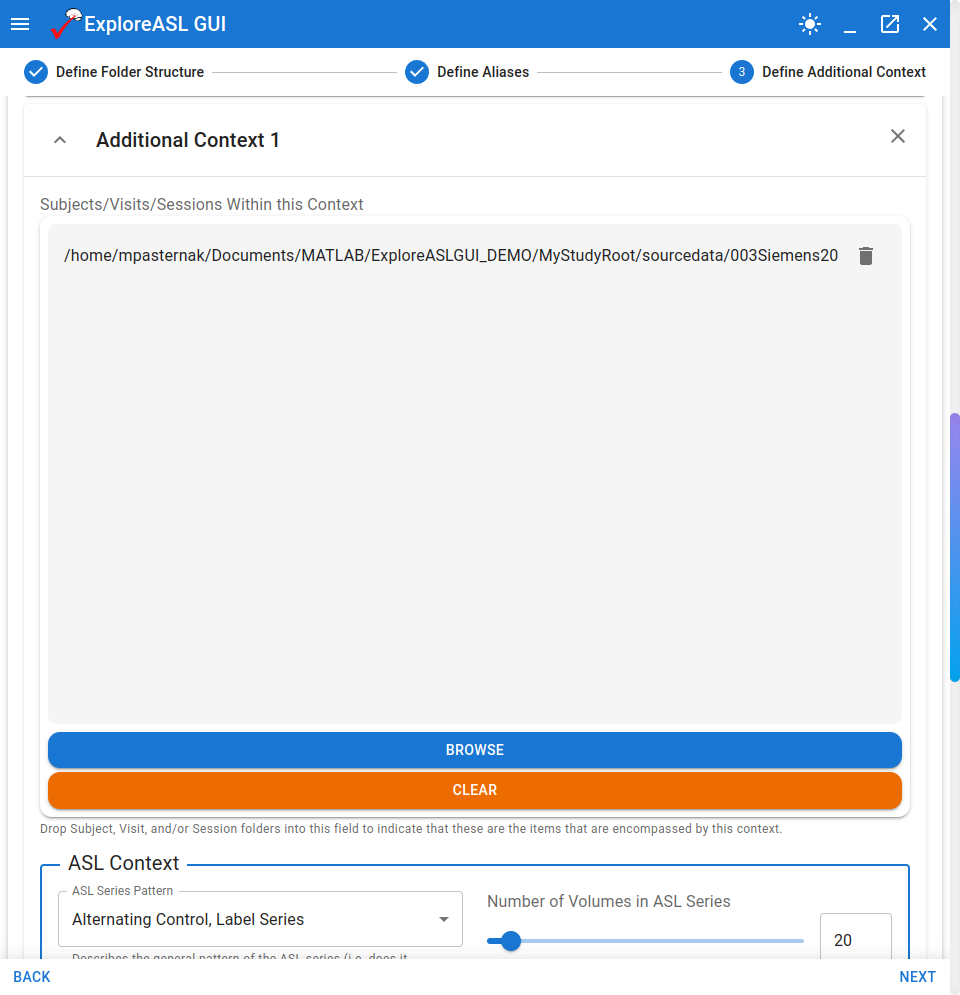 ExploreASL GUI
Define Folder Structure
Define Aliases
3
Define Additional Context
Additional Context 1
Subjects/Visits/Sessions Within this Context
/home/mpasternak/Documents/MATLAB/ExploreASLGUI_DEMO/MyStudyRoot/sourcedata/003Siemens20
BROWSE
CLEAR
Drop Subject, Visit, and/or Session folders into this field to indicate that these are the items that are encompassed by this context.
ASL Context
ASL Series Pattern
Alternating Control, Label Series
Number of Volumes in ASL Series
20
Describes the general pattern of the ASL series (i.e. does it
BACK
NEXT